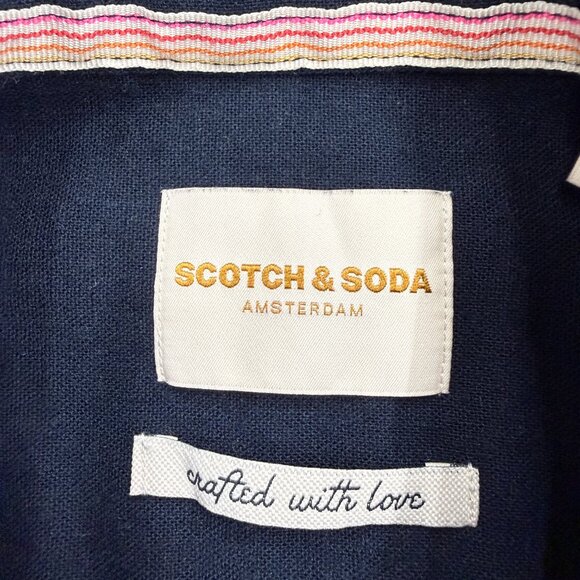 SCOTCH & SODA
AMSTERDAM
crafted with love